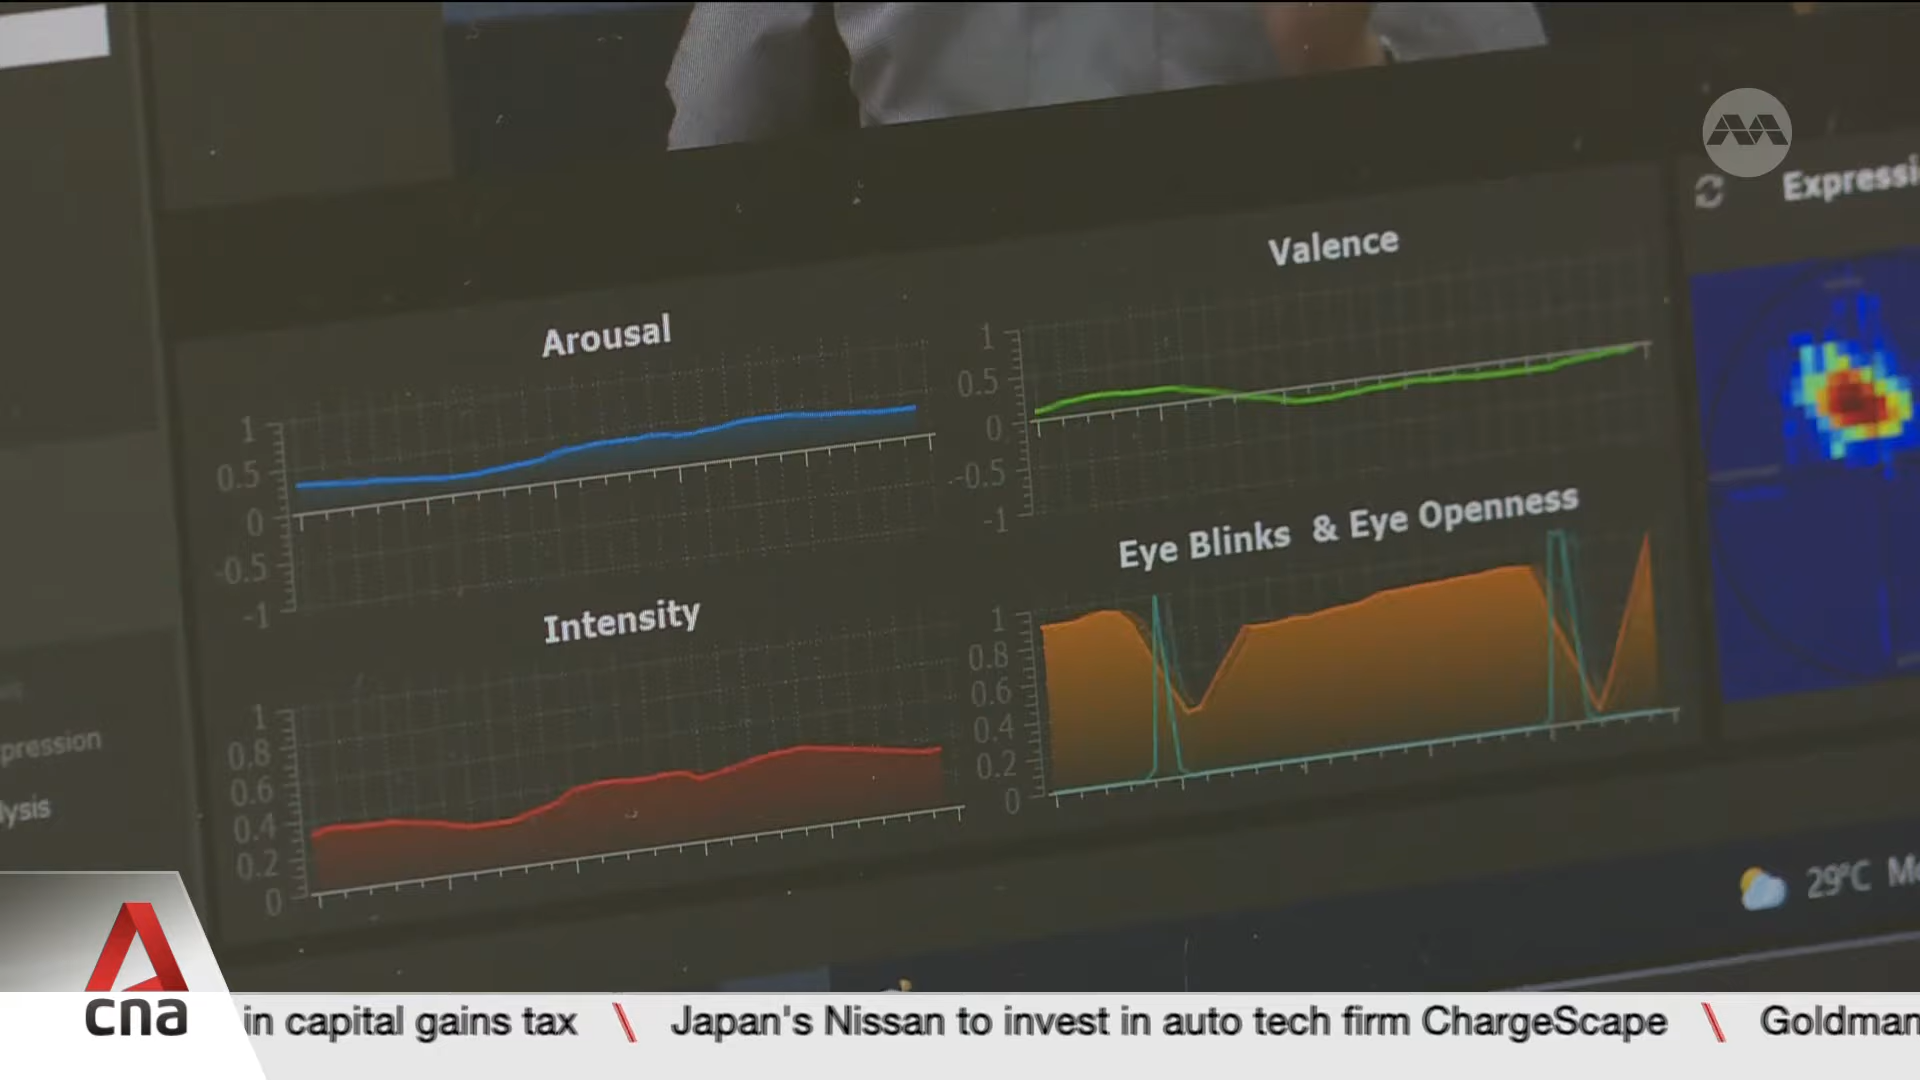 Expressi
Valence
Arousal
1
0.5
0
-0.5
-1
1
0.5
0
-0.5
-1
Eye Blinks & Eye Openness
Intensity
1
0.8
0.6
0.4
0.2
0
1
0.8
0.6
0.4
0.2
0
pression
lysis
29°C Mo
cna
in capital gains tax \ Japan's Nissan to invest in auto tech firm ChargeScape \ Goldman